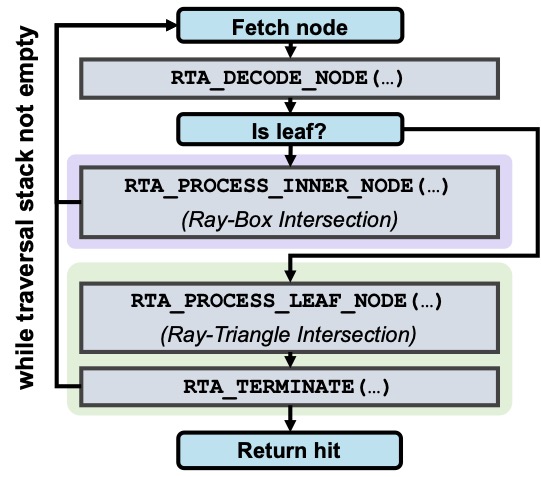 while traversal stack not empty
Fetch node
RTA_DECODE_NODE(…)
Is leaf?
RTA_PROCESS_INNER_NODE(…)
(Ray-Box Intersection)
RTA_PROCESS_LEAF_NODE(…)
(Ray-Triangle Intersection)
RTA_TERMINATE(…)
Return hit